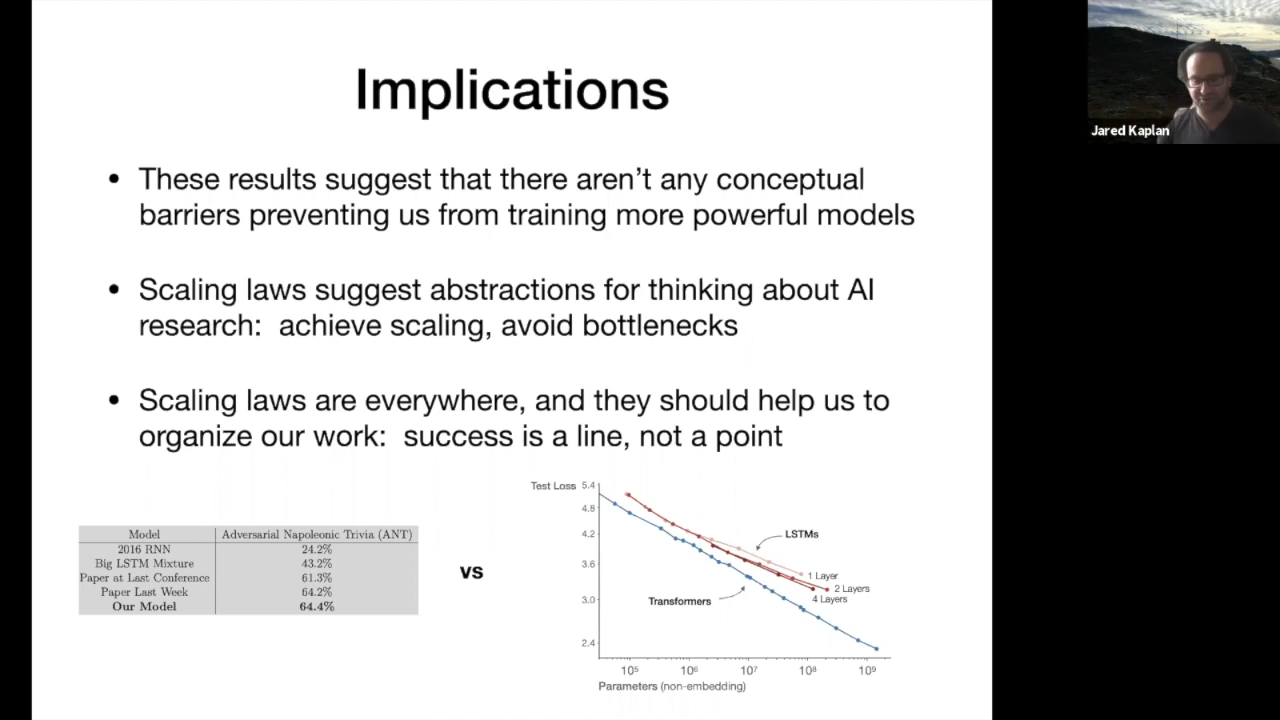 Implications
• These results suggest that there aren't any conceptual
barriers preventing us from training more powerful models
• Scaling laws suggest abstractions for thinking about AI
research: achieve scaling, avoid bottlenecks
• Scaling laws are everywhere, and they should help us to
organize our work: success is a line, not a point
Model Adversarial Napoleonic Trivia (ANT)
2016 RNN 24.2%
Big LSTM Mixture 43.2%
Paper at Last Conference 61.3%
Paper Last Week 64.2%
Our Model 64.4%
vs
Test Loss 5.4
4.8
4.2
3.6
3.0
2.4
LSTMs
1 Layer
2 Layers
4 Layers
Transformers
10⁵ 10⁶ 10⁷ 10⁸ 10⁹
Parameters (non-embedding)
Jared Kaplan